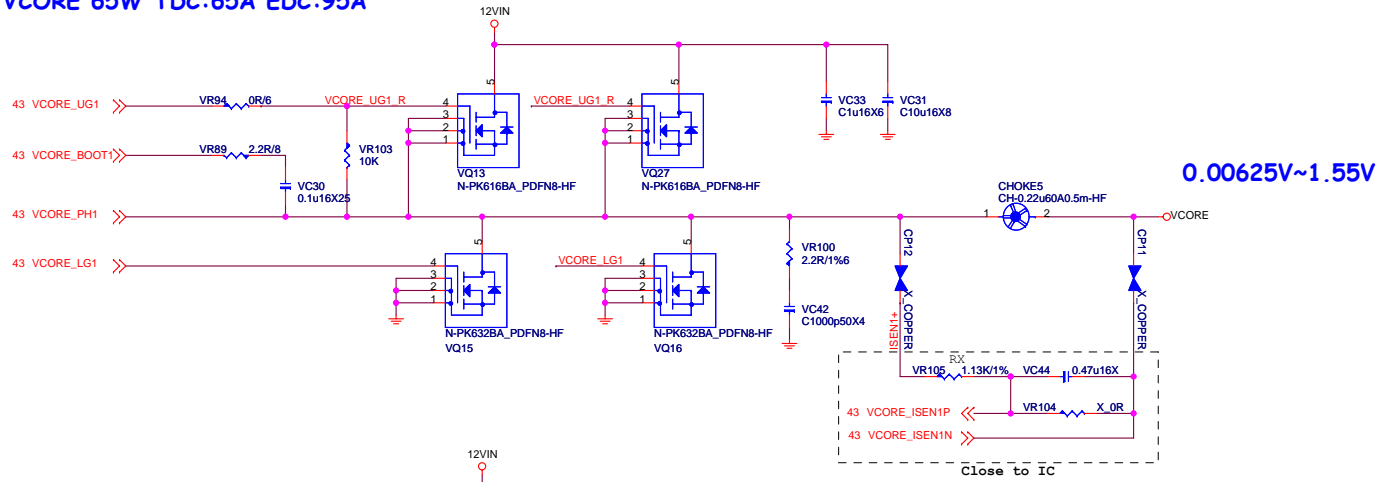 VCORE 65W TDC:65A EDC:95A
12VIN
43 VCORE_UG1
VR94 0R/6
VCORE_UG1_R
4
3
2
1
5
VQ13
N-PK616BA_PDFN8-HF
VCORE_UG1_R
4
3
2
1
5
VQ27
N-PK616BA_PDFN8-HF
VC33
C1u16X6
VC31
C10u16X8
43 VCORE_BOOT1
VR89 2.2R/8
VR103
10K
VC30
0.1u16X25
0.00625V~1.55V
43 VCORE_PH1
CHOKE5
CH-0.22u60A0.5m-HF
1
2
VCORE
43 VCORE_LG1
4
3
2
1
5
N-PK632BA_PDFN8-HF
VQ15
VCORE_LG1
4
3
2
1
5
N-PK632BA_PDFN8-HF
VQ16
VR100
2.2R/1%6
VC42
C1000p50X4
CP12
X_COPPER
ISEN1+
CP11
X_COPPER
RX
VR105 1.13K/1%
VC44 0.47u16X
43 VCORE_ISEN1P
VR104 X_0R
43 VCORE_ISEN1N
Close to IC
12VIN